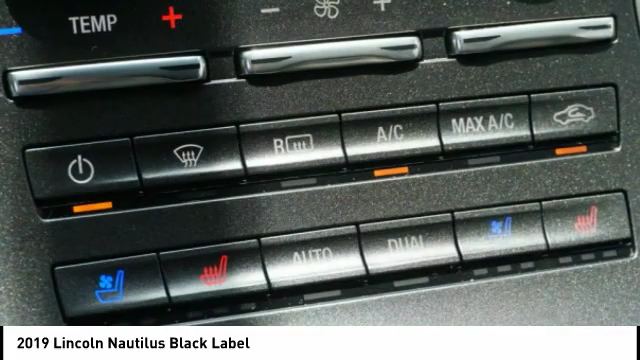 TEMP + - +
R A/C MAX A/C
AUTO DUAL
2019 Lincoln Nautilus Black Label